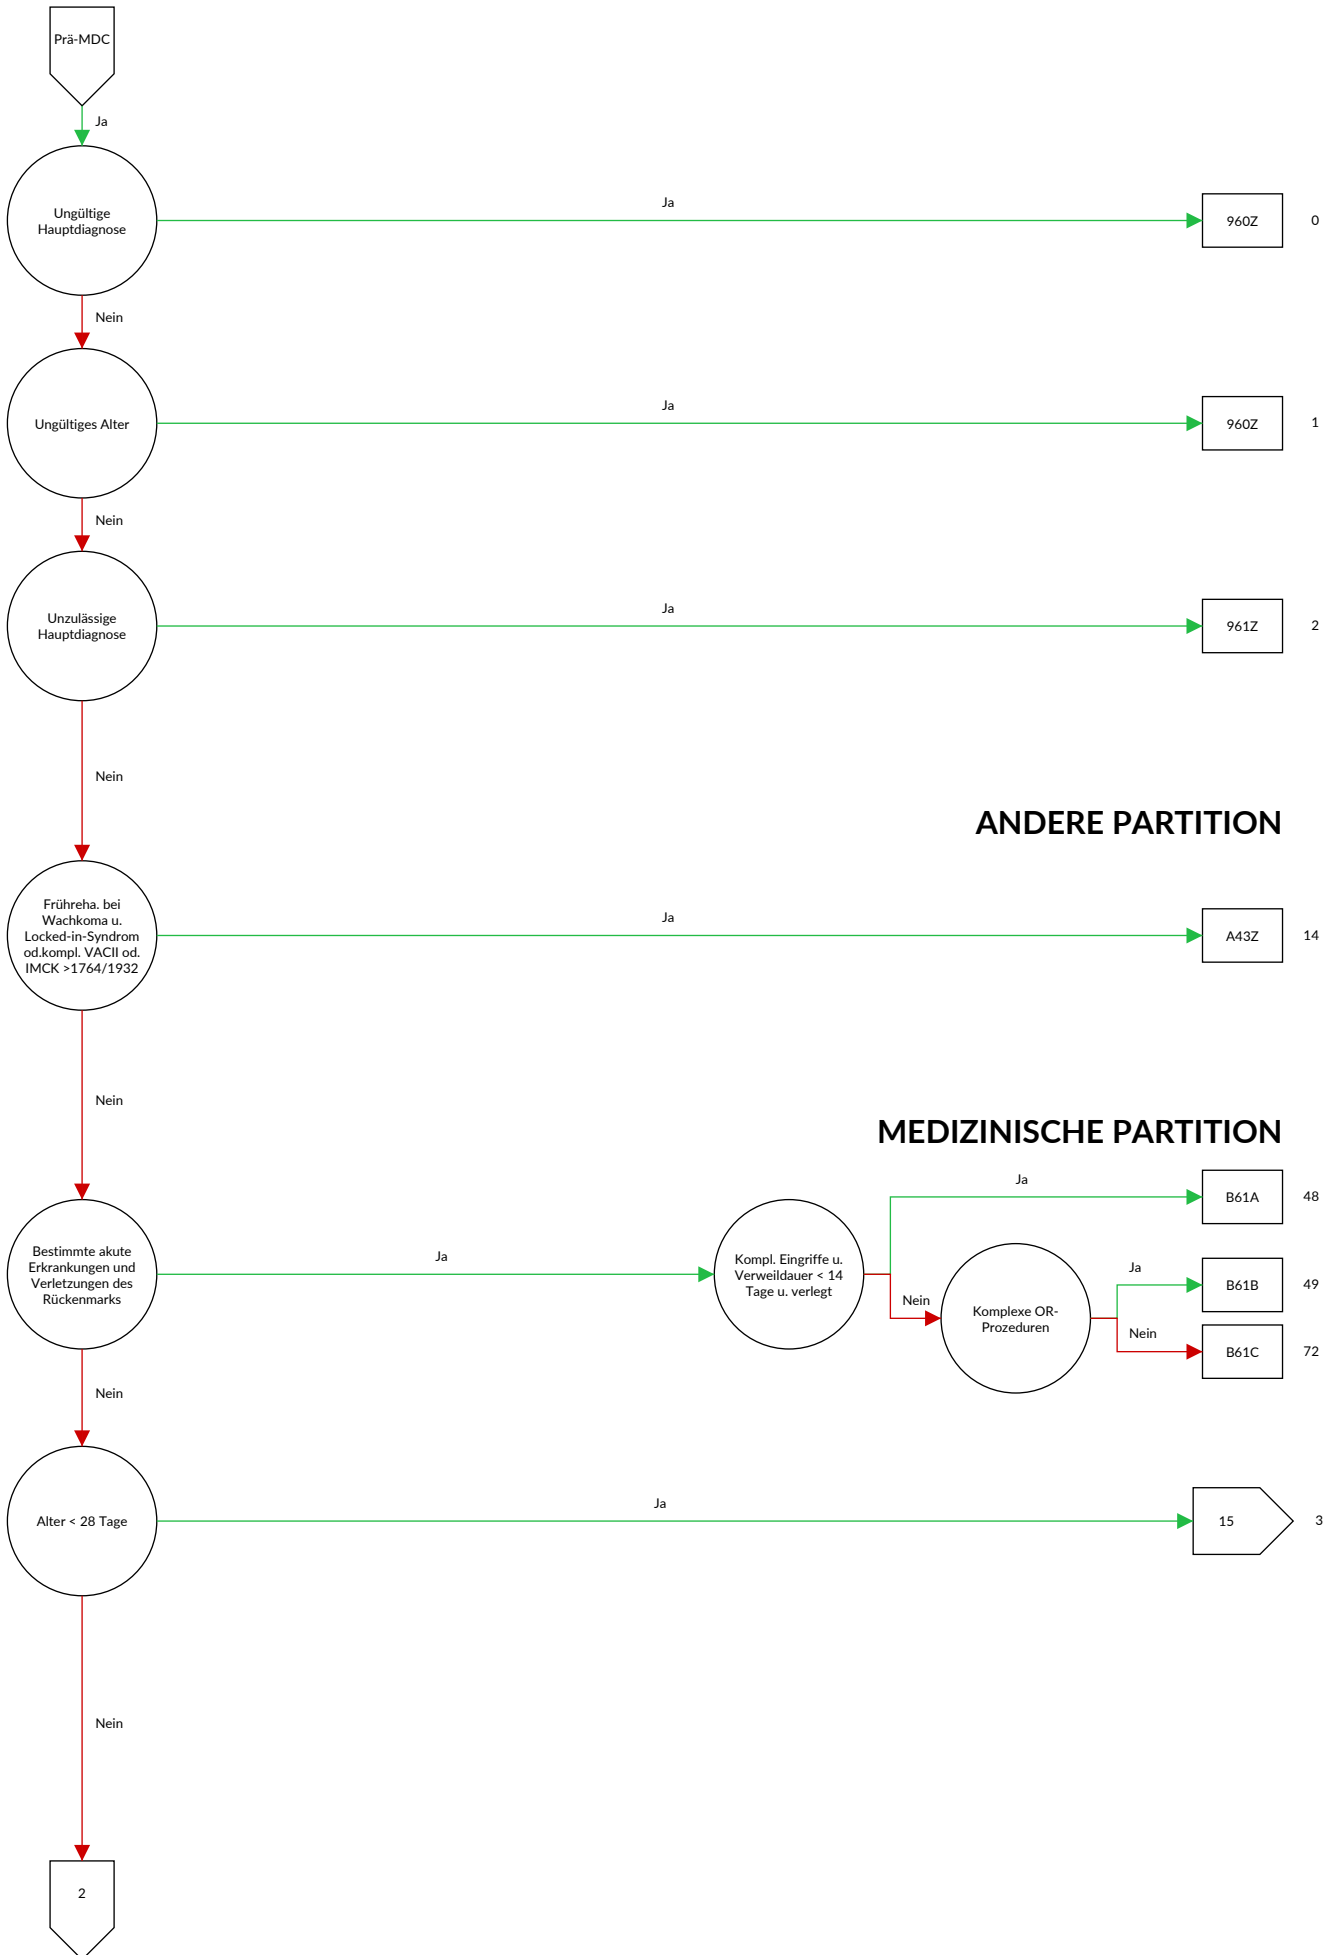 Prä-MDC
Ja
Ungültige
Hauptdiagnose
Ja
960Z
0
Nein
Ungültiges Alter
Ja
960Z
1
Nein
Unzulässige
Hauptdiagnose
Ja
961Z
2
Nein
ANDERE PARTITION
Frühreha. bei
Wachkoma u.
Locked-in-Syndrom
od.kompl. VACII od.
IMCK >1764/1932
Ja
A43Z
14
Nein
MEDIZINISCHE PARTITION
Bestimmte akute
Erkrankungen und
Verletzungen des
Rückenmarks
Ja
Kompl. Eingriffe u.
Verweildauer < 14
Tage u. verlegt
Ja
B61A
48
Nein
Komplexe OR-
Prozeduren
Ja
B61B
49
Nein
B61C
72
Nein
Alter < 28 Tage
Ja
15
3
Nein
2